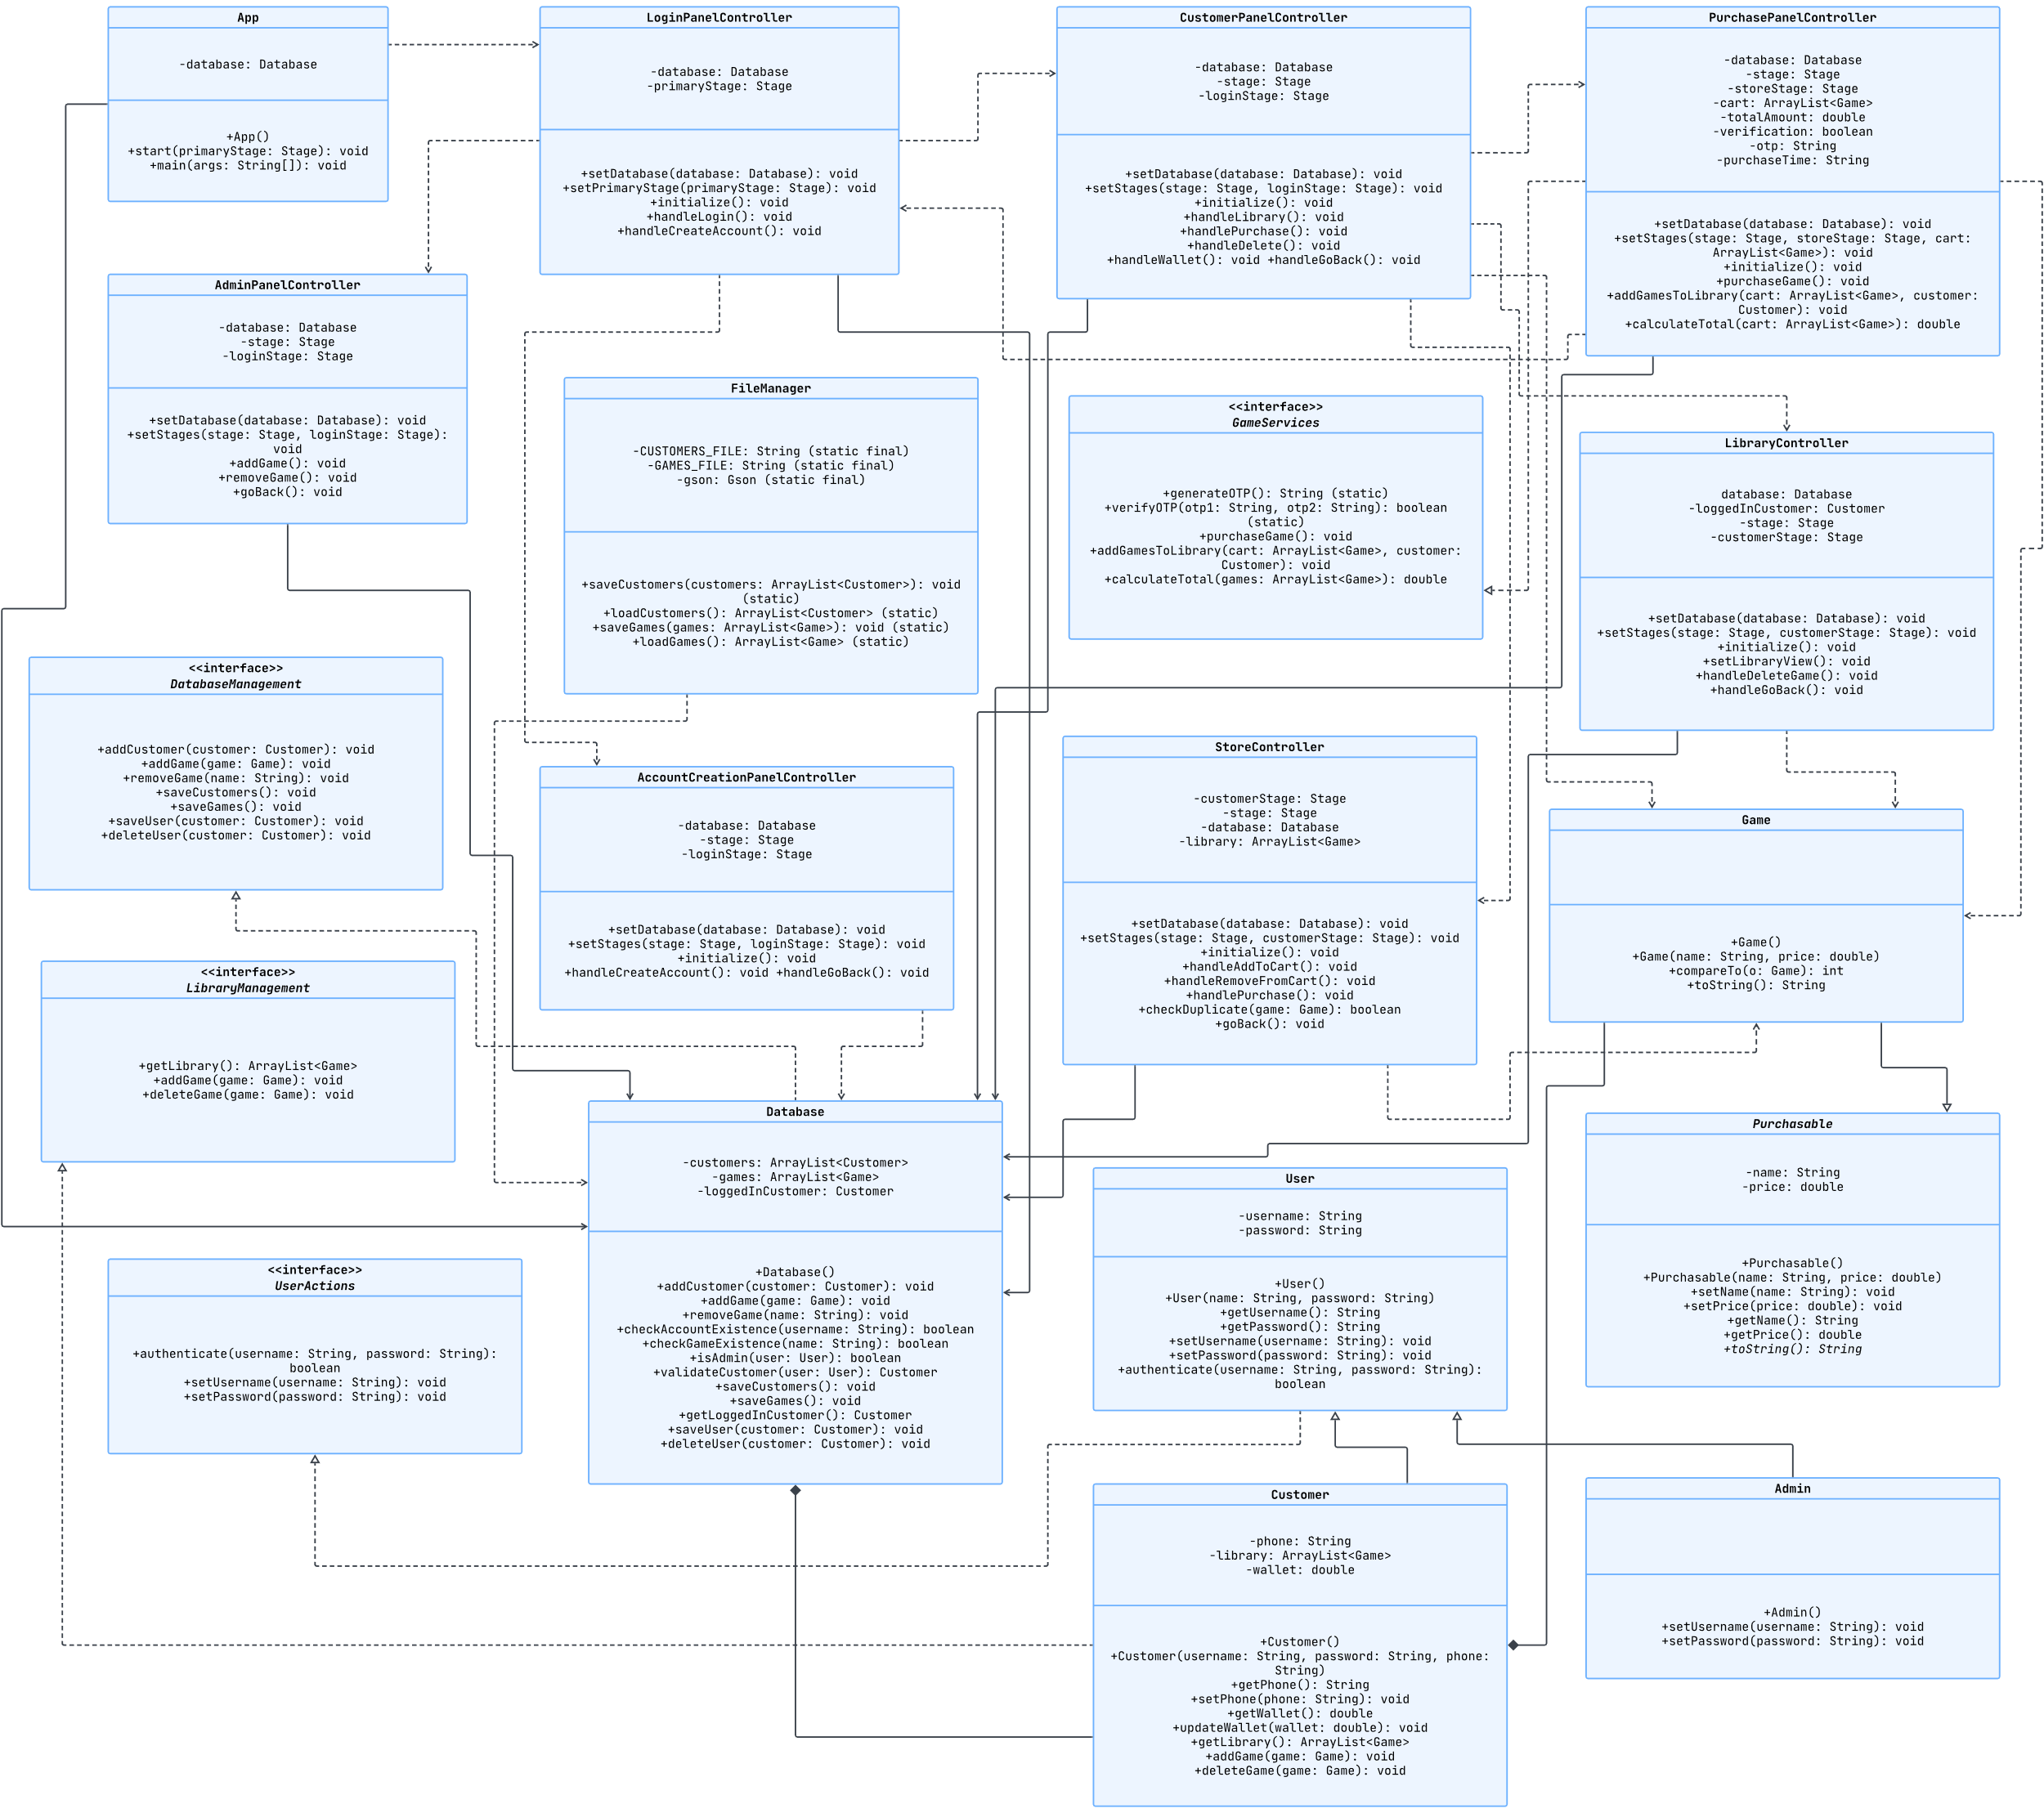 App
-database: Database
+App()
+start(primaryStage: Stage): void
+main(args: String[]): void
LoginPanelController
-database: Database
-primaryStage: Stage
+setDatabase(database: Database): void
+setPrimaryStage(primaryStage: Stage): void
+initialize(): void
+handleLogin(): void
+handleCreateAccount(): void
CustomerPanelController
-database: Database
-stage: Stage
-loginStage: Stage
+setDatabase(database: Database): void
+setStages(stage: Stage, loginStage: Stage): void
+initialize(): void
+handleLibrary(): void
+handlePurchase(): void
+handleDelete(): void
+handleWallet(): void +handleGoBack(): void
PurchasePanelController
-database: Database
-stage: Stage
-storeStage: Stage
-cart: ArrayList<Game>
-totalAmount: double
-verification: boolean
-otp: String
-purchaseTime: String
+setDatabase(database: Database): void
+setStages(stage: Stage, storeStage: Stage, cart:
ArrayList<Game>): void
+initialize(): void
+purchaseGame(): void
+addGamesToLibrary(cart: ArrayList<Game>, customer:
Customer): void
+calculateTotal(cart: ArrayList<Game>): double
AdminPanelController
-database: Database
-stage: Stage
-loginStage: Stage
+setDatabase(database: Database): void
+setStages(stage: Stage, loginStage: Stage):
void
+addGame(): void
+removeGame(): void
+goBack(): void
FileManager
-CUSTOMERS_FILE: String (static final)
-GAMES_FILE: String (static final)
-gson: Gson (static final)
+saveCustomers(customers: ArrayList<Customer>): void
(static)
+loadCustomers(): ArrayList<Customer> (static)
+saveGames(games: ArrayList<Game>): void (static)
+loadGames(): ArrayList<Game> (static)
<<interface>>
GameServices
+generateOTP(): String (static)
+verifyOTP(otp1: String, otp2: String): boolean
(static)
+purchaseGame(): void
+addGamesToLibrary(cart: ArrayList<Game>, customer:
Customer): void
+calculateTotal(games: ArrayList<Game>): double
LibraryController
database: Database
-loggedInCustomer: Customer
-stage: Stage
-customerStage: Stage
+setDatabase(database: Database): void
+setStages(stage: Stage, customerStage: Stage): void
+initialize(): void
+setLibraryView(): void
+handleDeleteGame(): void
+handleGoBack(): void
<<interface>>
DatabaseManagement
+addCustomer(customer: Customer): void
+addGame(game: Game): void
+removeGame(name: String): void
+saveCustomers(): void
+saveGames(): void
+saveUser(customer: Customer): void
+deleteUser(customer: Customer): void
AccountCreationPanelController
-database: Database
-stage: Stage
-loginStage: Stage
+setDatabase(database: Database): void
+setStages(stage: Stage, loginStage: Stage): void
+initialize(): void
+handleCreateAccount(): void +handleGoBack(): void
StoreController
-customerStage: Stage
-stage: Stage
-database: Database
-library: ArrayList<Game>
+setDatabase(database: Database): void
+setStages(stage: Stage, customerStage: Stage): void
+initialize(): void
+handleAddToCart(): void
+handleRemoveFromCart(): void
+handlePurchase(): void
+checkDuplicate(game: Game): boolean
+goBack(): void
Game
+Game()
+Game(name: String, price: double)
+compareTo(o: Game): int
+toString(): String
<<interface>>
LibraryManagement
+getLibrary(): ArrayList<Game>
+addGame(game: Game): void
+deleteGame(game: Game): void
Database
-customers: ArrayList<Customer>
-games: ArrayList<Game>
-loggedInCustomer: Customer
+Database()
+addCustomer(customer: Customer): void
+addGame(game: Game): void
+removeGame(name: String): void
+checkAccountExistence(username: String): boolean
+checkGameExistence(name: String): boolean
+isAdmin(user: User): boolean
+validateCustomer(user: User): Customer
+saveCustomers(): void
+saveGames(): void
+getLoggedInCustomer(): Customer
+saveUser(customer: Customer): void
+deleteUser(customer: Customer): void
User
-username: String
-password: String
+User()
+User(name: String, password: String)
+getUsername(): String
+getPassword(): String
+setUsername(username: String): void
+setPassword(password: String): void
+authenticate(username: String, password: String):
boolean
Purchasable
-name: String
-price: double
+Purchasable()
+Purchasable(name: String, price: double)
+setName(name: String): void
+setPrice(price: double): void
+getName(): String
+getPrice(): double
+toString(): String
<<interface>>
UserActions
+authenticate(username: String, password: String):
boolean
+setUsername(username: String): void
+setPassword(password: String): void
Customer
-phone: String
-library: ArrayList<Game>
-wallet: double
+Customer()
+Customer(username: String, password: String, phone:
String)
+getPhone(): String
+setPhone(phone: String): void
+getWallet(): double
+updateWallet(wallet: double): void
+getLibrary(): ArrayList<Game>
+addGame(game: Game): void
+deleteGame(game: Game): void
Admin
+Admin()
+setUsername(username: String): void
+setPassword(password: String): void